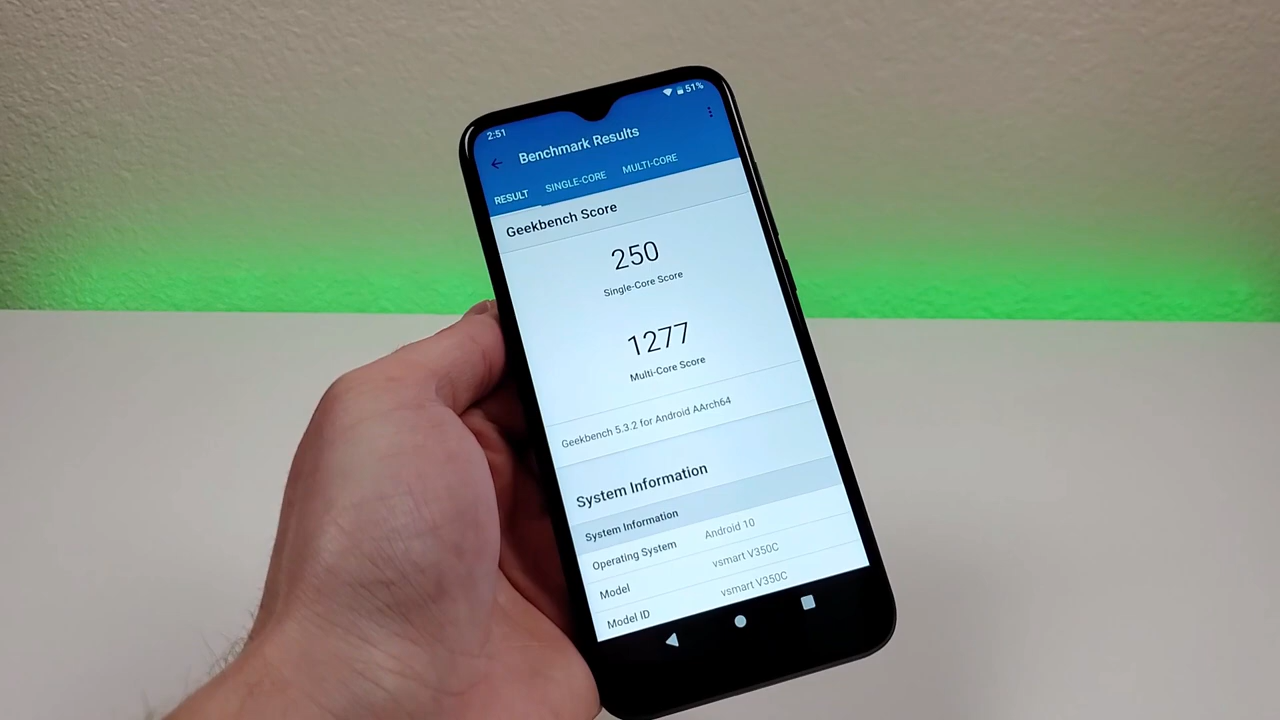 2:51 51%
Benchmark Results
RESULT SINGLE-CORE MULTI-CORE
Geekbench Score
250
Single-Core Score
1277
Multi-Core Score
Geekbench 5.3.2 for Android AArch64
System Information
System Information
Operating System Android 10
Model vsmart V350C
Model ID vsmart V350C